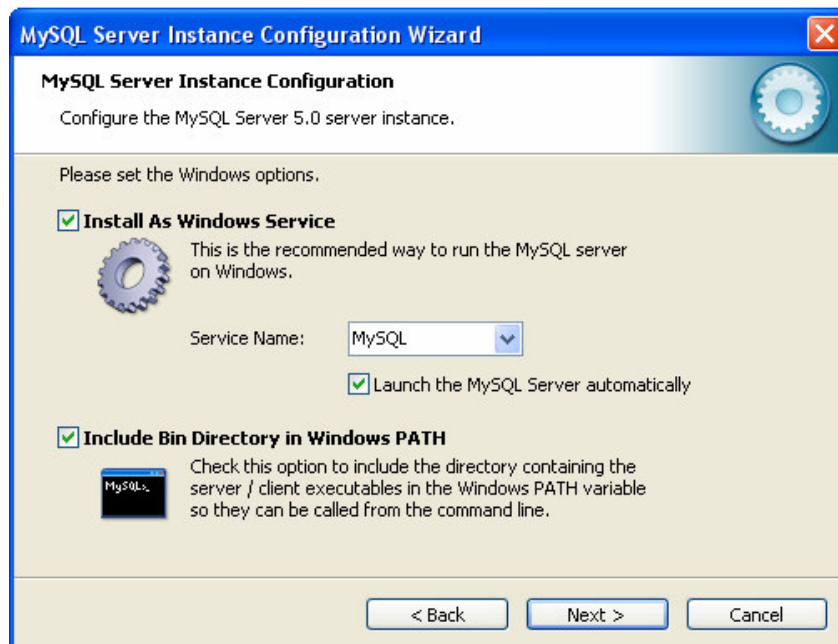 MySQL Server Instance Configuration Wizard
MySQL Server Instance Configuration
Configure the MySQL Server 5.0 server instance.
Please set the Windows options.
Install As Windows Service
This is the recommended way to run the MySQL server
on Windows.
Service Name:
MySQL
Launch the MySQL Server automatically
Include Bin Directory in Windows PATH
MySQL>_
Check this option to include the directory containing the
server / client executables in the Windows PATH variable
so they can be called from the command line.
< Back
Next >
Cancel